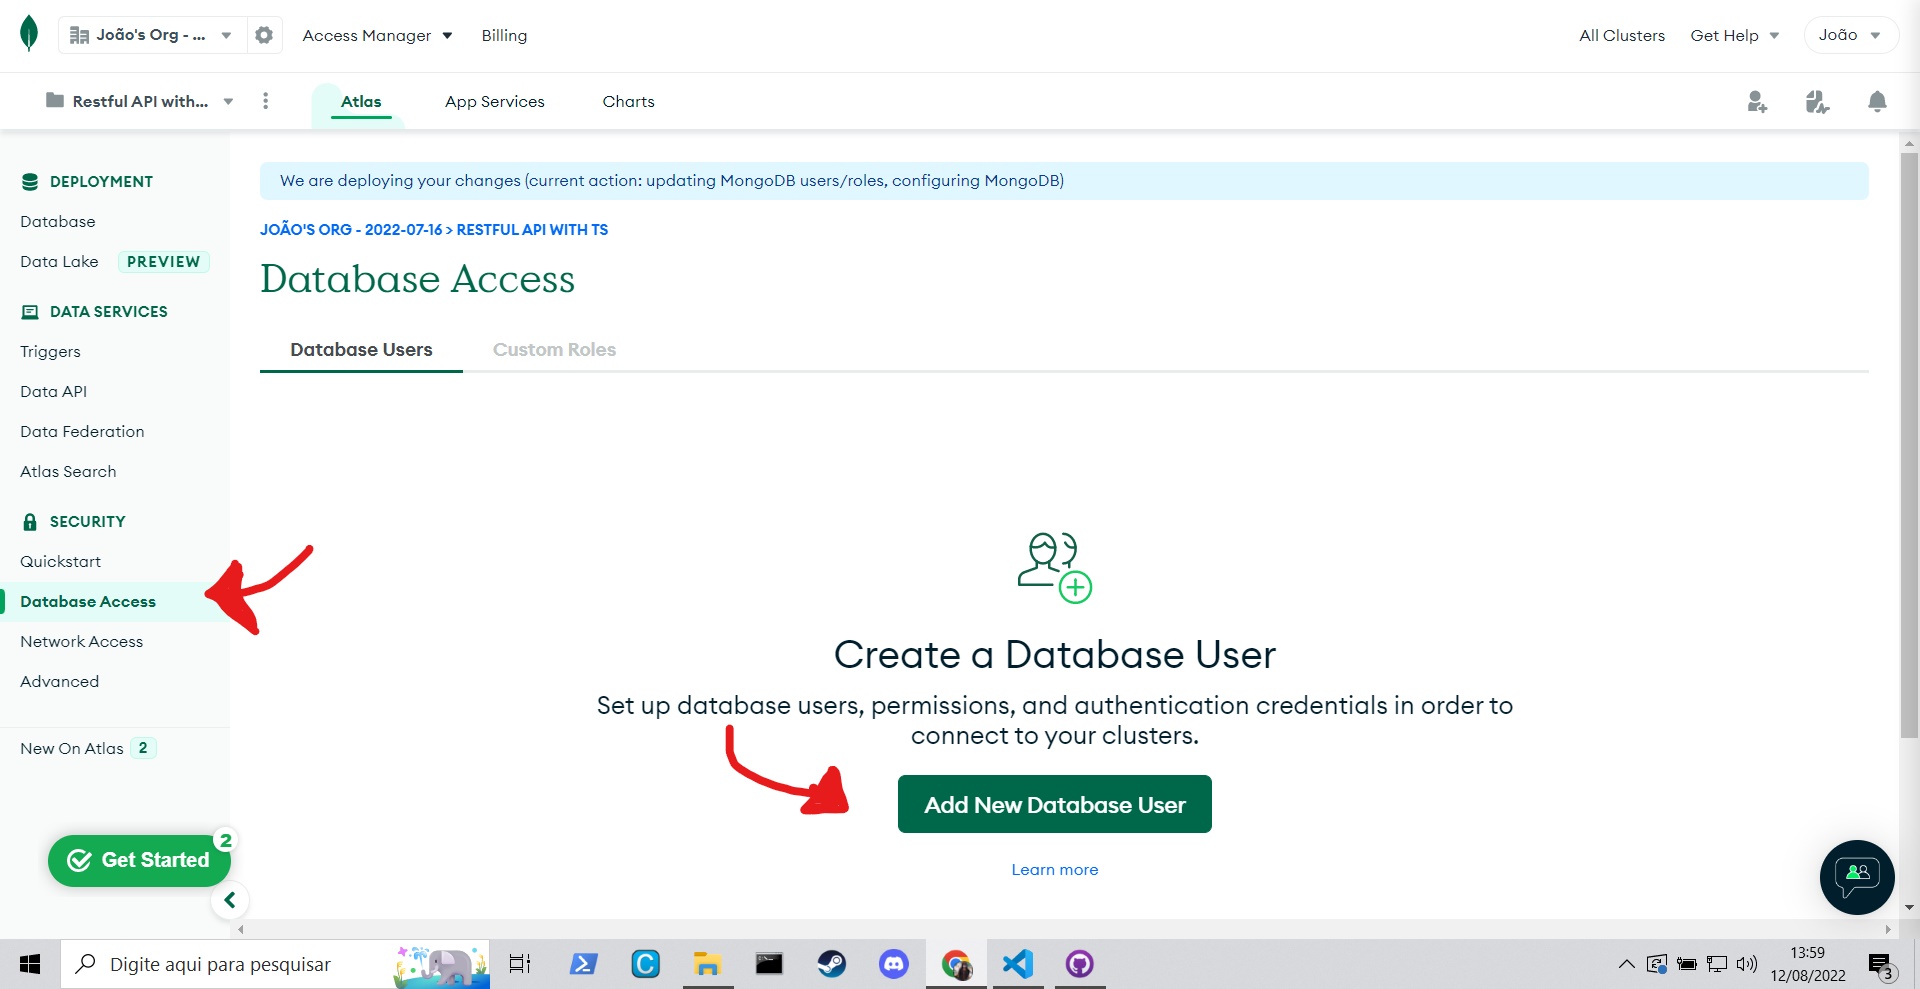 João's Org - ...
Access Manager
Billing
All Clusters
Get Help
João
Restful API with...
Atlas
App Services
Charts
DEPLOYMENT
Database
Data Lake PREVIEW
DATA SERVICES
Triggers
Data API
Data Federation
Atlas Search
SECURITY
Quickstart
Database Access
Network Access
Advanced
New On Atlas 2
Get Started
2
We are deploying your changes (current action: updating MongoDB users/roles, configuring MongoDB)
JOÃO'S ORG - 2022-07-16 > RESTFUL API WITH TS
Database Access
Database Users
Custom Roles
Create a Database User
Set up database users, permissions, and authentication credentials in order to
connect to your clusters.
Add New Database User
Learn more
Digite aqui para pesquisar
13:59
12/08/2022
3